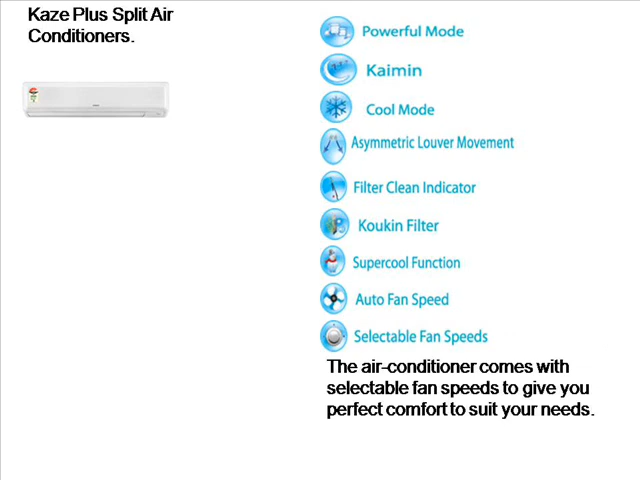 Kaze Plus Split Air
Conditioners.
Powerful Mode
Kaimin
Cool Mode
Asymmetric Louver Movement
Filter Clean Indicator
Koukin Filter
Supercool Function
Auto Fan Speed
Selectable Fan Speeds
The air-conditioner comes with
selectable fan speeds to give you
perfect comfort to suit your needs.